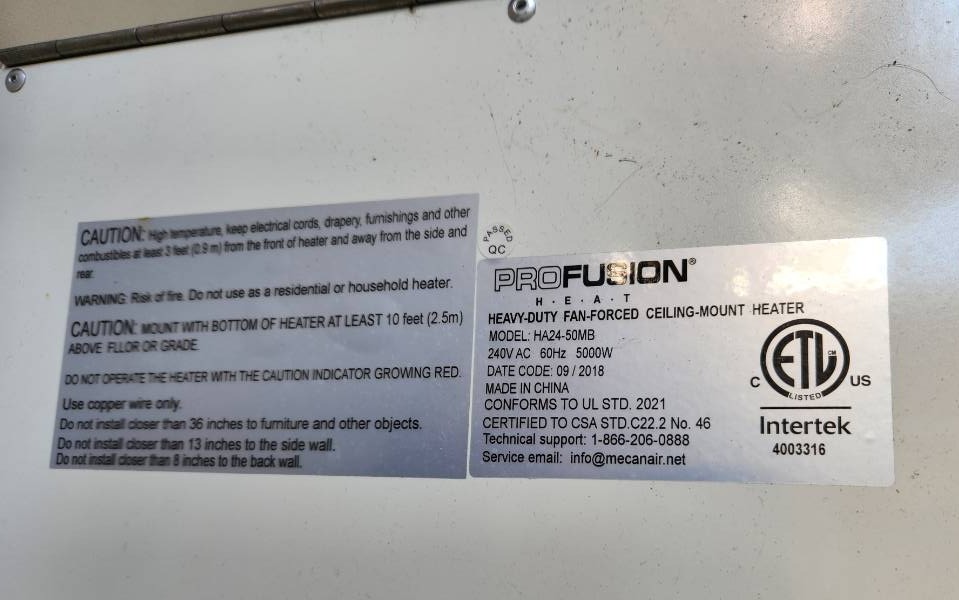 CAUTION: High temperature, keep electrical cords, drapery, furnishings and other
combustibles at least 3 feet (0.9 m) from the front of heater and away from the side and
rear.
WARNING: Risk of fire. Do not use as a residential or household heater.
CAUTION: MOUNT WITH BOTTOM OF HEATER AT LEAST 10 feet (2.5m)
ABOVE FLLOR OR GRADE.
DO NOT OPERATE THE HEATER WITH THE CAUTION INDICATOR GROWING RED.
Use copper wire only.
Do not install closer than 36 inches to furniture and other objects.
Do not install closer than 13 inches to the side wall.
Do not install closer than 8 inches to the back wall.
PASSED
QC
PROFUSION®
H·E·A·T
HEAVY-DUTY FAN-FORCED CEILING-MOUNT HEATER
MODEL: HA24-50MB
240V AC 60Hz 5000W
DATE CODE: 09 / 2018
MADE IN CHINA
CONFORMS TO UL STD. 2021
CERTIFIED TO CSA STD.C22.2 No. 46
Technical support: 1-866-206-0888
Service email: info@mecanair.net
ETL CM
C US
LISTED
Intertek
4003316